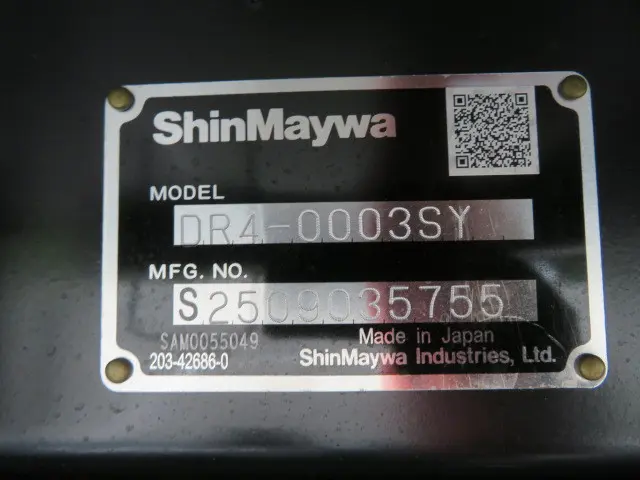 ShinMaywa
MODEL
DR4-0003SY
MFG. NO.
S2509035755
SAM0055049
Made in Japan
203-42686-0
ShinMaywa Industries, Ltd.